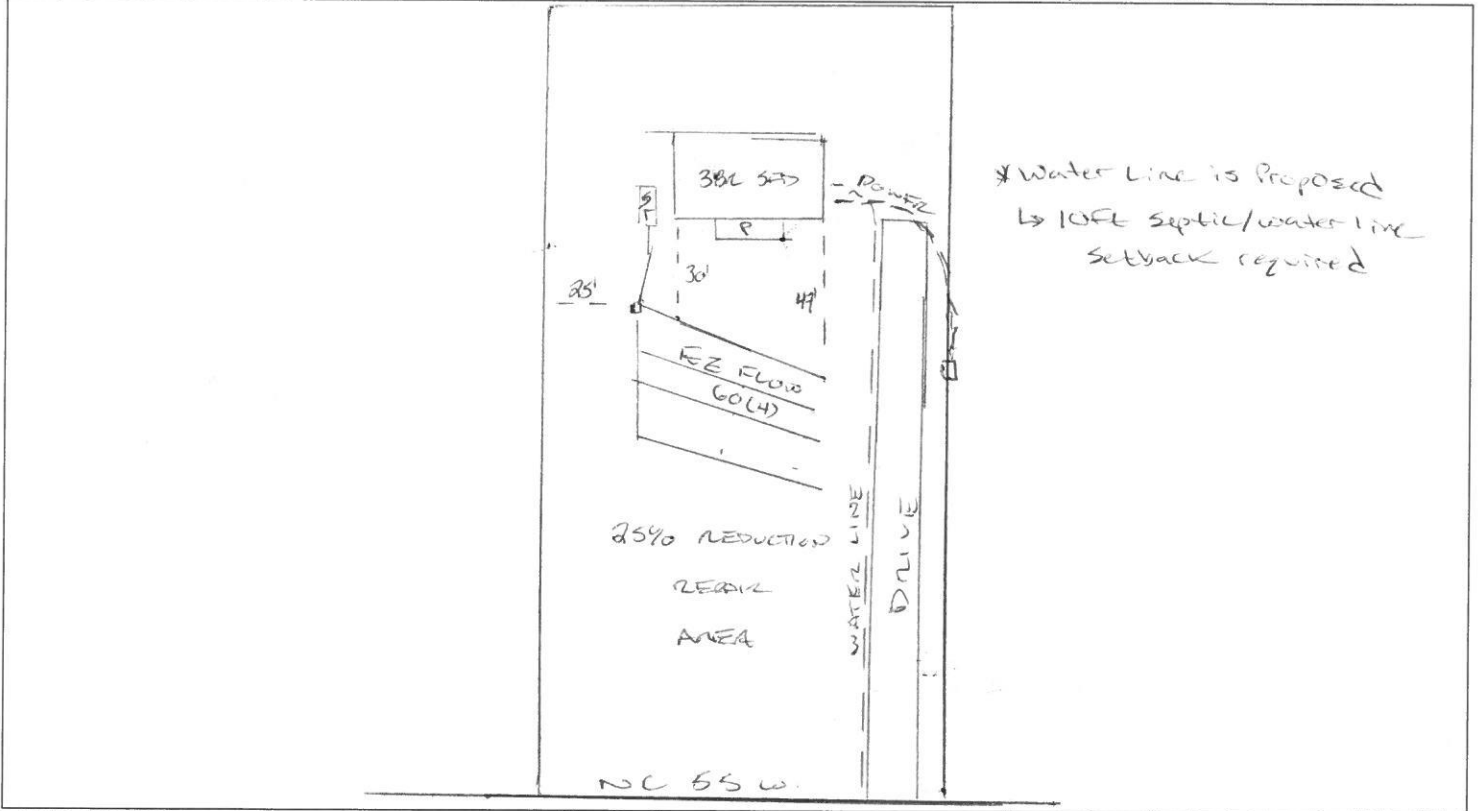 3BR SFD
POWER
ST
P
* Water Line is Proposed
↳ 10ft septic/water line
setback required
25'
30'
47'
EZ FLOW
60(4)
WATER LINE
DRIVE
25% REDUCTION
REPAIR
AREA
NC 55 W.